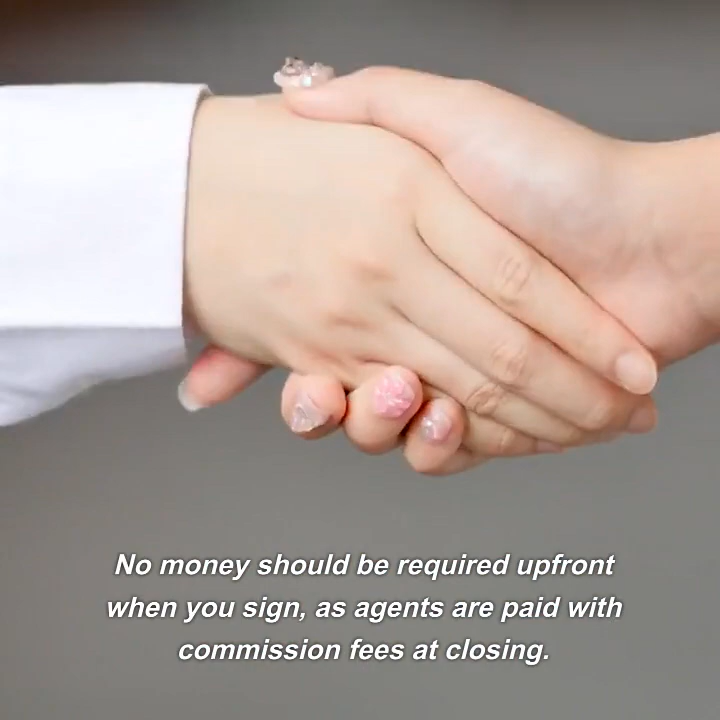 No money should be required upfront
when you sign, as agents are paid with
commission fees at closing.